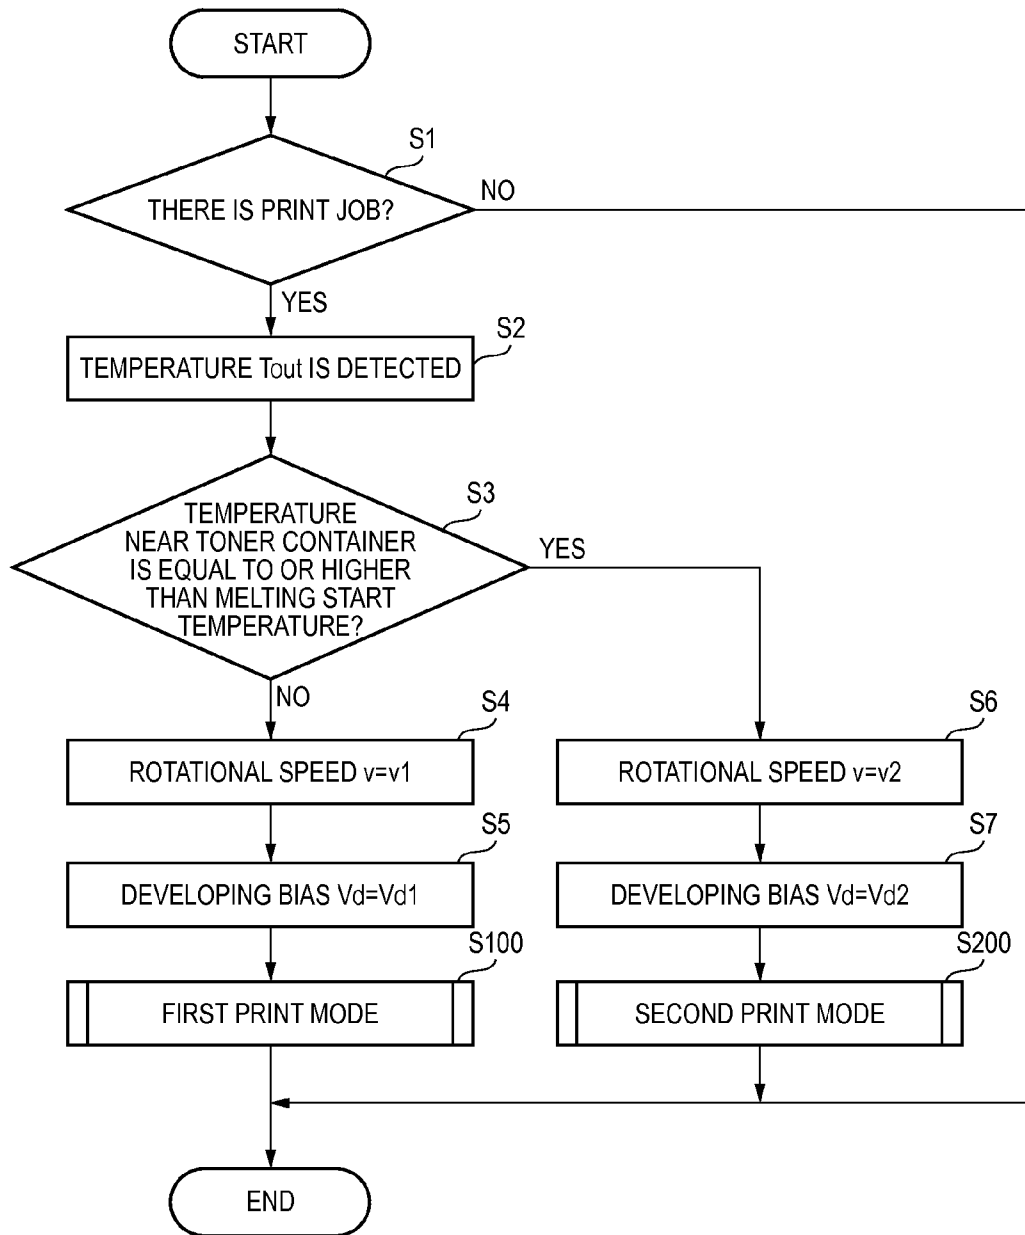 START
S1
THERE IS PRINT JOB?
NO
YES
S2
TEMPERATURE Tout IS DETECTED
S3
TEMPERATURE
NEAR TONER CONTAINER
IS EQUAL TO OR HIGHER
THAN MELTING START
TEMPERATURE?
YES
NO
S4
ROTATIONAL SPEED v=v1
S6
ROTATIONAL SPEED v=v2
S5
DEVELOPING BIAS Vd=Vd1
S7
DEVELOPING BIAS Vd=Vd2
S100
FIRST PRINT MODE
S200
SECOND PRINT MODE
END